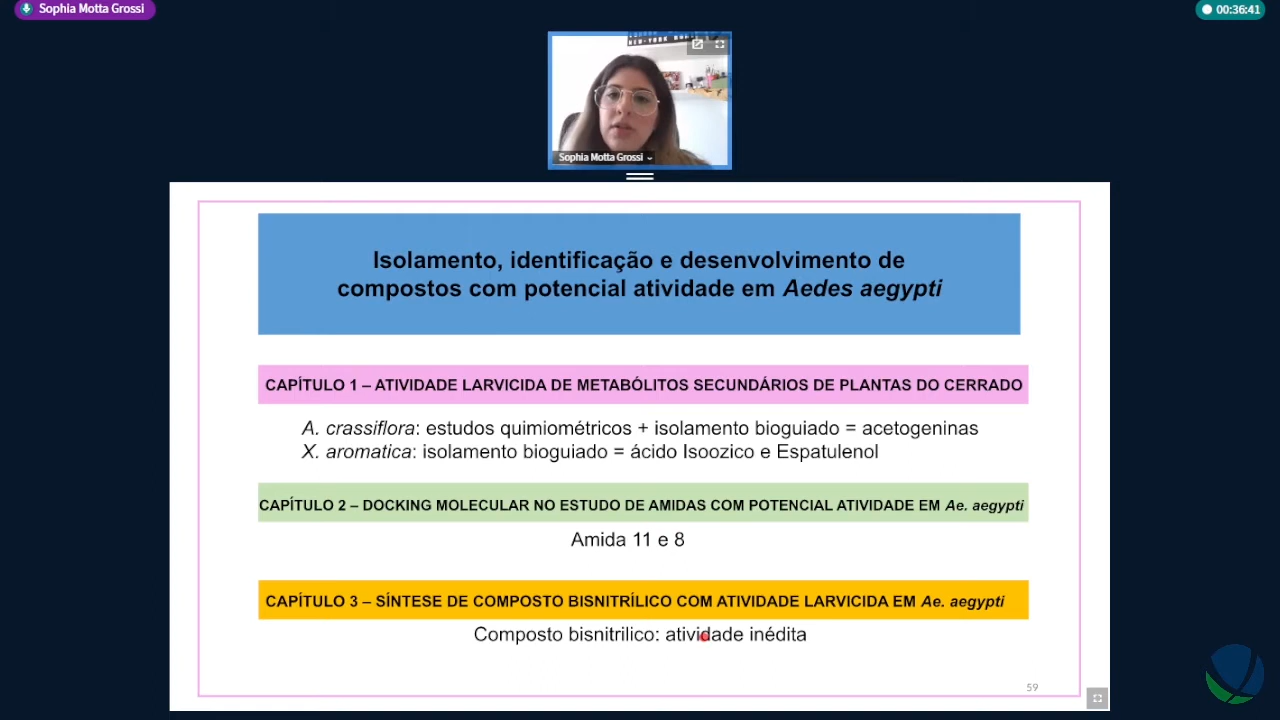 Sophia Motta Grossi
00:36:41
Sophia Motta Grossi
Isolamento, identificação e desenvolvimento de
compostos com potencial atividade em Aedes aegypti
CAPÍTULO 1 – ATIVIDADE LARVICIDA DE METABÓLITOS SECUNDÁRIOS DE PLANTAS DO CERRADO
A. crassiflora: estudos quimiométricos + isolamento bioguiado = acetogeninas
X. aromatica: isolamento bioguiado = ácido Isoozico e Espatulenol
CAPÍTULO 2 – DOCKING MOLECULAR NO ESTUDO DE AMIDAS COM POTENCIAL ATIVIDADE EM Ae. aegypti
Amida 11 e 8
CAPÍTULO 3 – SÍNTESE DE COMPOSTO BISNITRÍLICO COM ATIVIDADE LARVICIDA EM Ae. aegypti
Composto bisnitrilico: atividade inédita
59